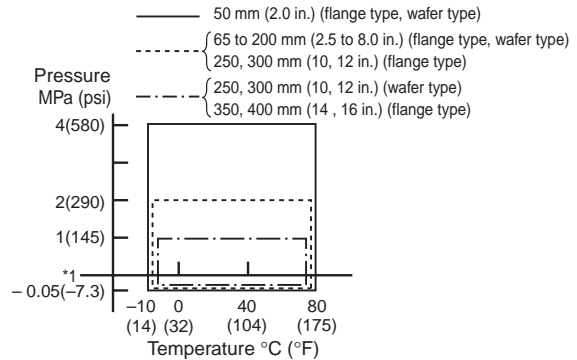 50 mm (2.0 in.) (flange type, wafer type)
65 to 200 mm (2.5 to 8.0 in.) (flange type, wafer type)
250, 300 mm (10, 12 in.) (flange type)
250, 300 mm (10, 12 in.) (wafer type)
350, 400 mm (14 , 16 in.) (flange type)
Pressure
MPa (psi)
4(580)
2(290)
1(145)
*1
– 0.05(–7.3)
–10 0 40 80
(14) (32) (104) (175)
Temperature °C (°F)